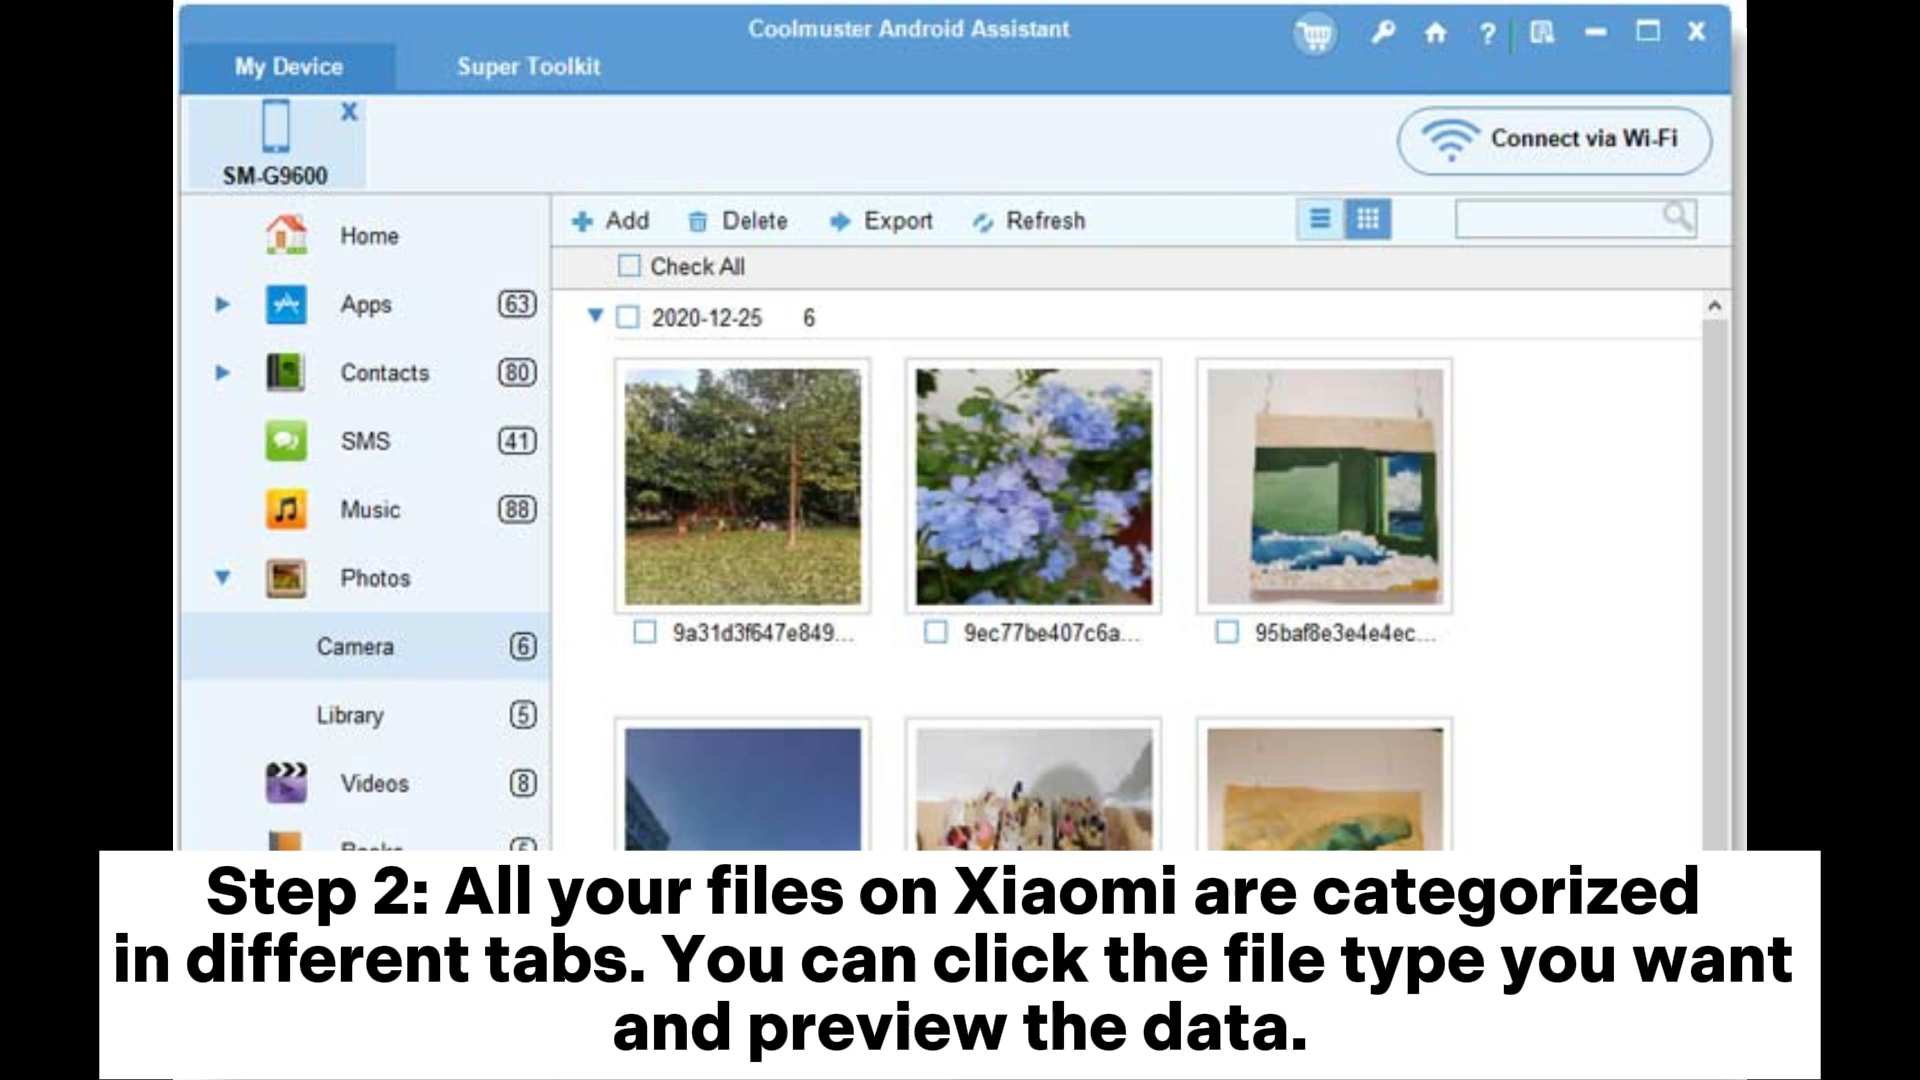 Coolmuster Android Assistant
My Device
Super Toolkit
SM-G9600
Connect via Wi-Fi
Add
Delete
Export
Refresh
Check All
2020-12-25 6
Home
Apps 63
Contacts 80
SMS 41
Music 88
Photos
Camera 6
Library 5
Videos 8
9a31d3f647e849...
9ec77be407c6a...
95baf8e3e4e4ec...
Step 2: All your files on Xiaomi are categorized
in different tabs. You can click the file type you want
and preview the data.